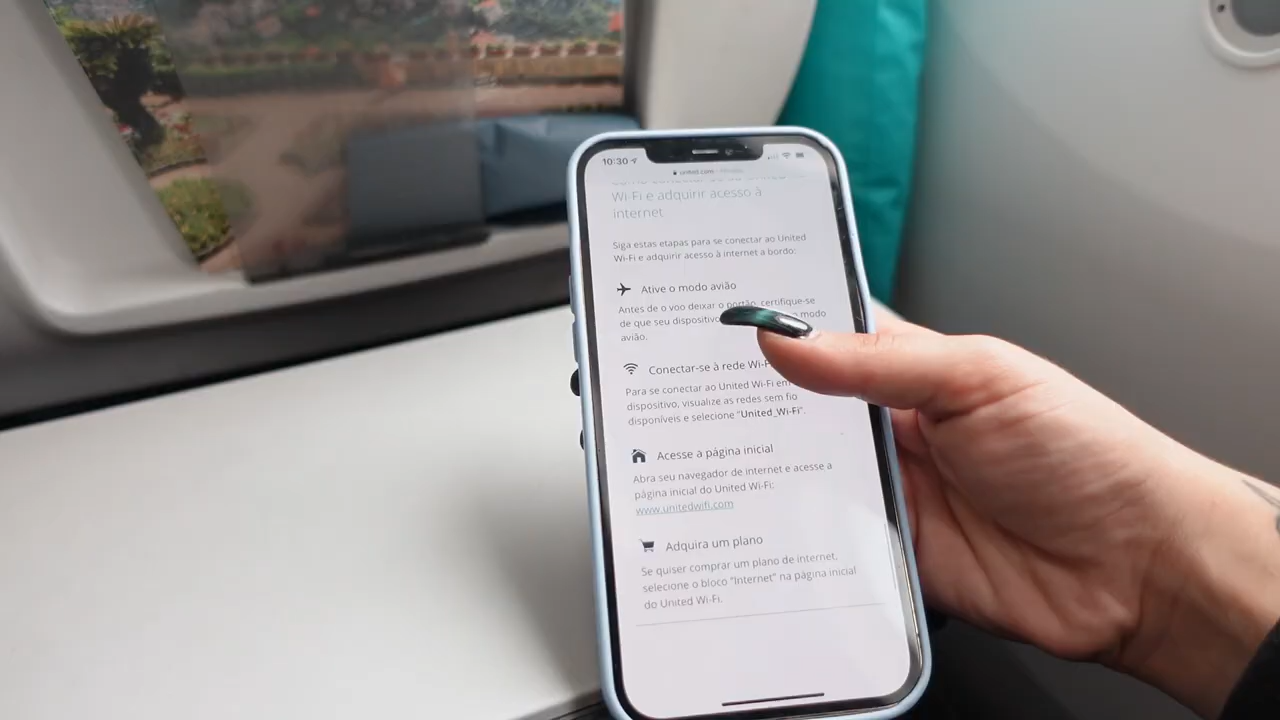 10:30
united.com
Wi-Fi e adquirir acesso à
internet
Siga estas etapas para se conectar ao United
Wi-Fi e adquirir acesso à internet a bordo:
Ative o modo avião
Antes de o voo deixar o portão, certifique-se
de que seu dispositivo modo
avião.
Conectar-se à rede Wi-F
Para se conectar ao United Wi-Fi em
dispositivo, visualize as redes sem fio
disponíveis e selecione "United_Wi-Fi".
Acesse a página inicial
Abra seu navegador de internet e acesse a
página inicial do United Wi-Fi:
www.unitedwifi.com
Adquira um plano
Se quiser comprar um plano de internet,
selecione o bloco "Internet" na página inicial
do United Wi-Fi.